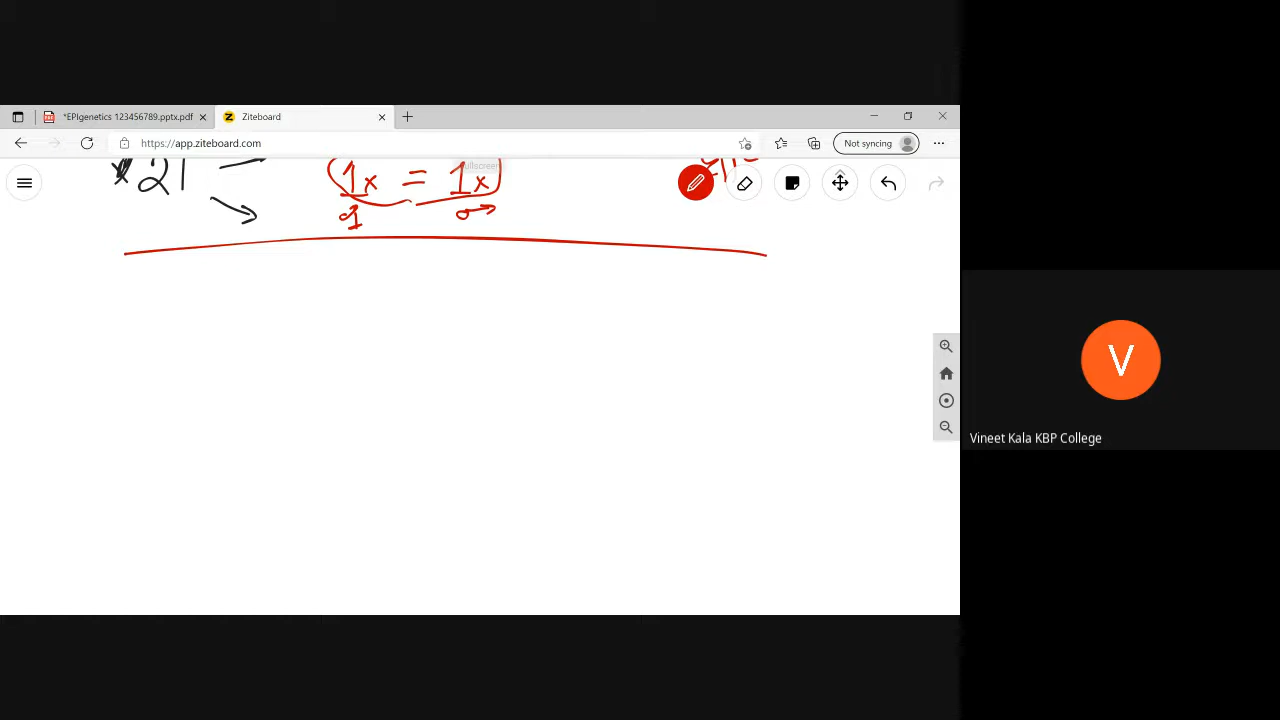 *EPIgenetics 123456789.pptx.pdf
Ziteboard
https://app.ziteboard.com
Not syncing
21
1x = 1x
♀ ♂
V
Vineet Kala KBP College